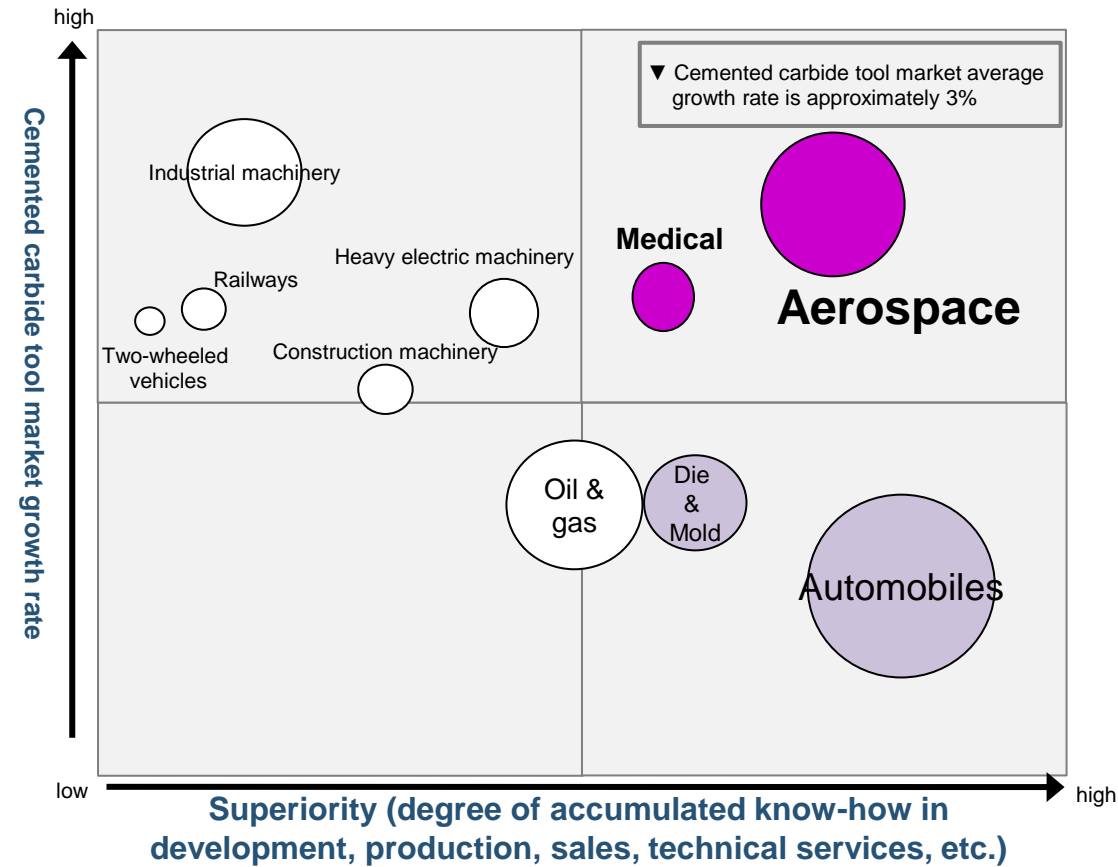 high
▼ Cemented carbide tool market average
growth rate is approximately 3%
Cemented carbide tool market growth rate
Industrial machinery
Medical
Heavy electric machinery
Railways
Aerospace
Two-wheeled
vehicles
Construction machinery
Oil &
gas
Die
&
Mold
Automobiles
low
high
Superiority (degree of accumulated know-how in
development, production, sales, technical services, etc.)